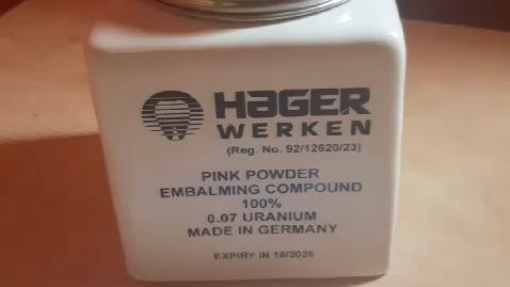 HAGER
WERKEN
(Reg. No. 92/12620/23)
PINK POWDER
EMBALMING COMPOUND
100%
0.07 URANIUM
MADE IN GERMANY
EXPIRY IN 18/2025